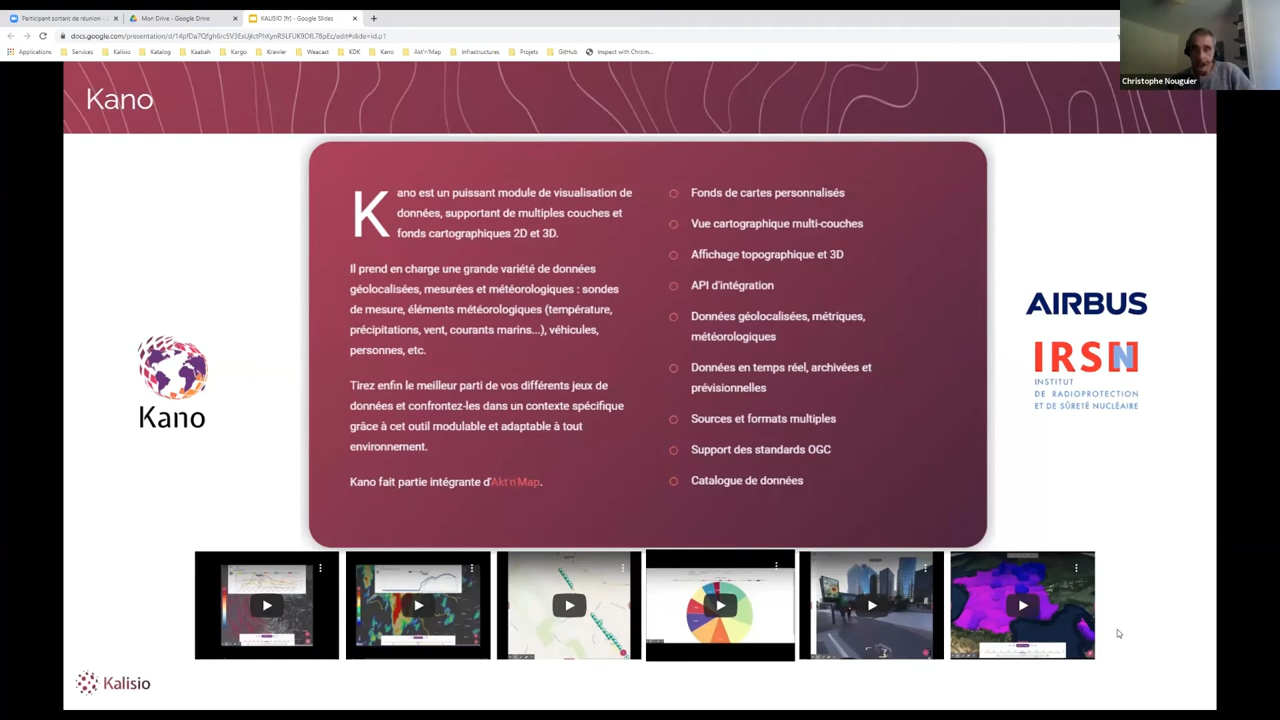 Participant sortant de réunion - Z
Mon Drive - Google Drive
KALISIO [fr] - Google Slides
Applications
Services
Kalisio
Katalog
Kaabah
Kargo
Krawler
Weacast
KDK
Kano
Akt'n'Map
Infrastructures
Projets
GitHub
Inspect with Chrom...
Christophe Nouguier
Kano
Kano est un puissant module de visualisation de
données, supportant de multiples couches et
fonds cartographiques 2D et 3D.
Il prend en charge une grande variété de données
géolocalisées, mesurées et météorologiques : sondes
de mesure, éléments météorologiques (température,
précipitations, vent, courants marins...), véhicules,
personnes, etc.
Tirez enfin le meilleur parti de vos différents jeux de
données et confrontez-les dans un contexte spécifique
grâce à cet outil modulable et adaptable à tout
environnement.
Kano fait partie intégrante d'Akt'n'Map.
Fonds de cartes personnalisés
Vue cartographique multi-couches
Affichage topographique et 3D
API d'intégration
Données géolocalisées, métriques,
météorologiques
Données en temps réel, archivées et
prévisionnelles
Sources et formats multiples
Support des standards OGC
Catalogue de données
Kano
AIRBUS
IRSN
INSTITUT
DE RADIOPROTECTION
ET DE SÛRETÉ NUCLÉAIRE
Kalisio